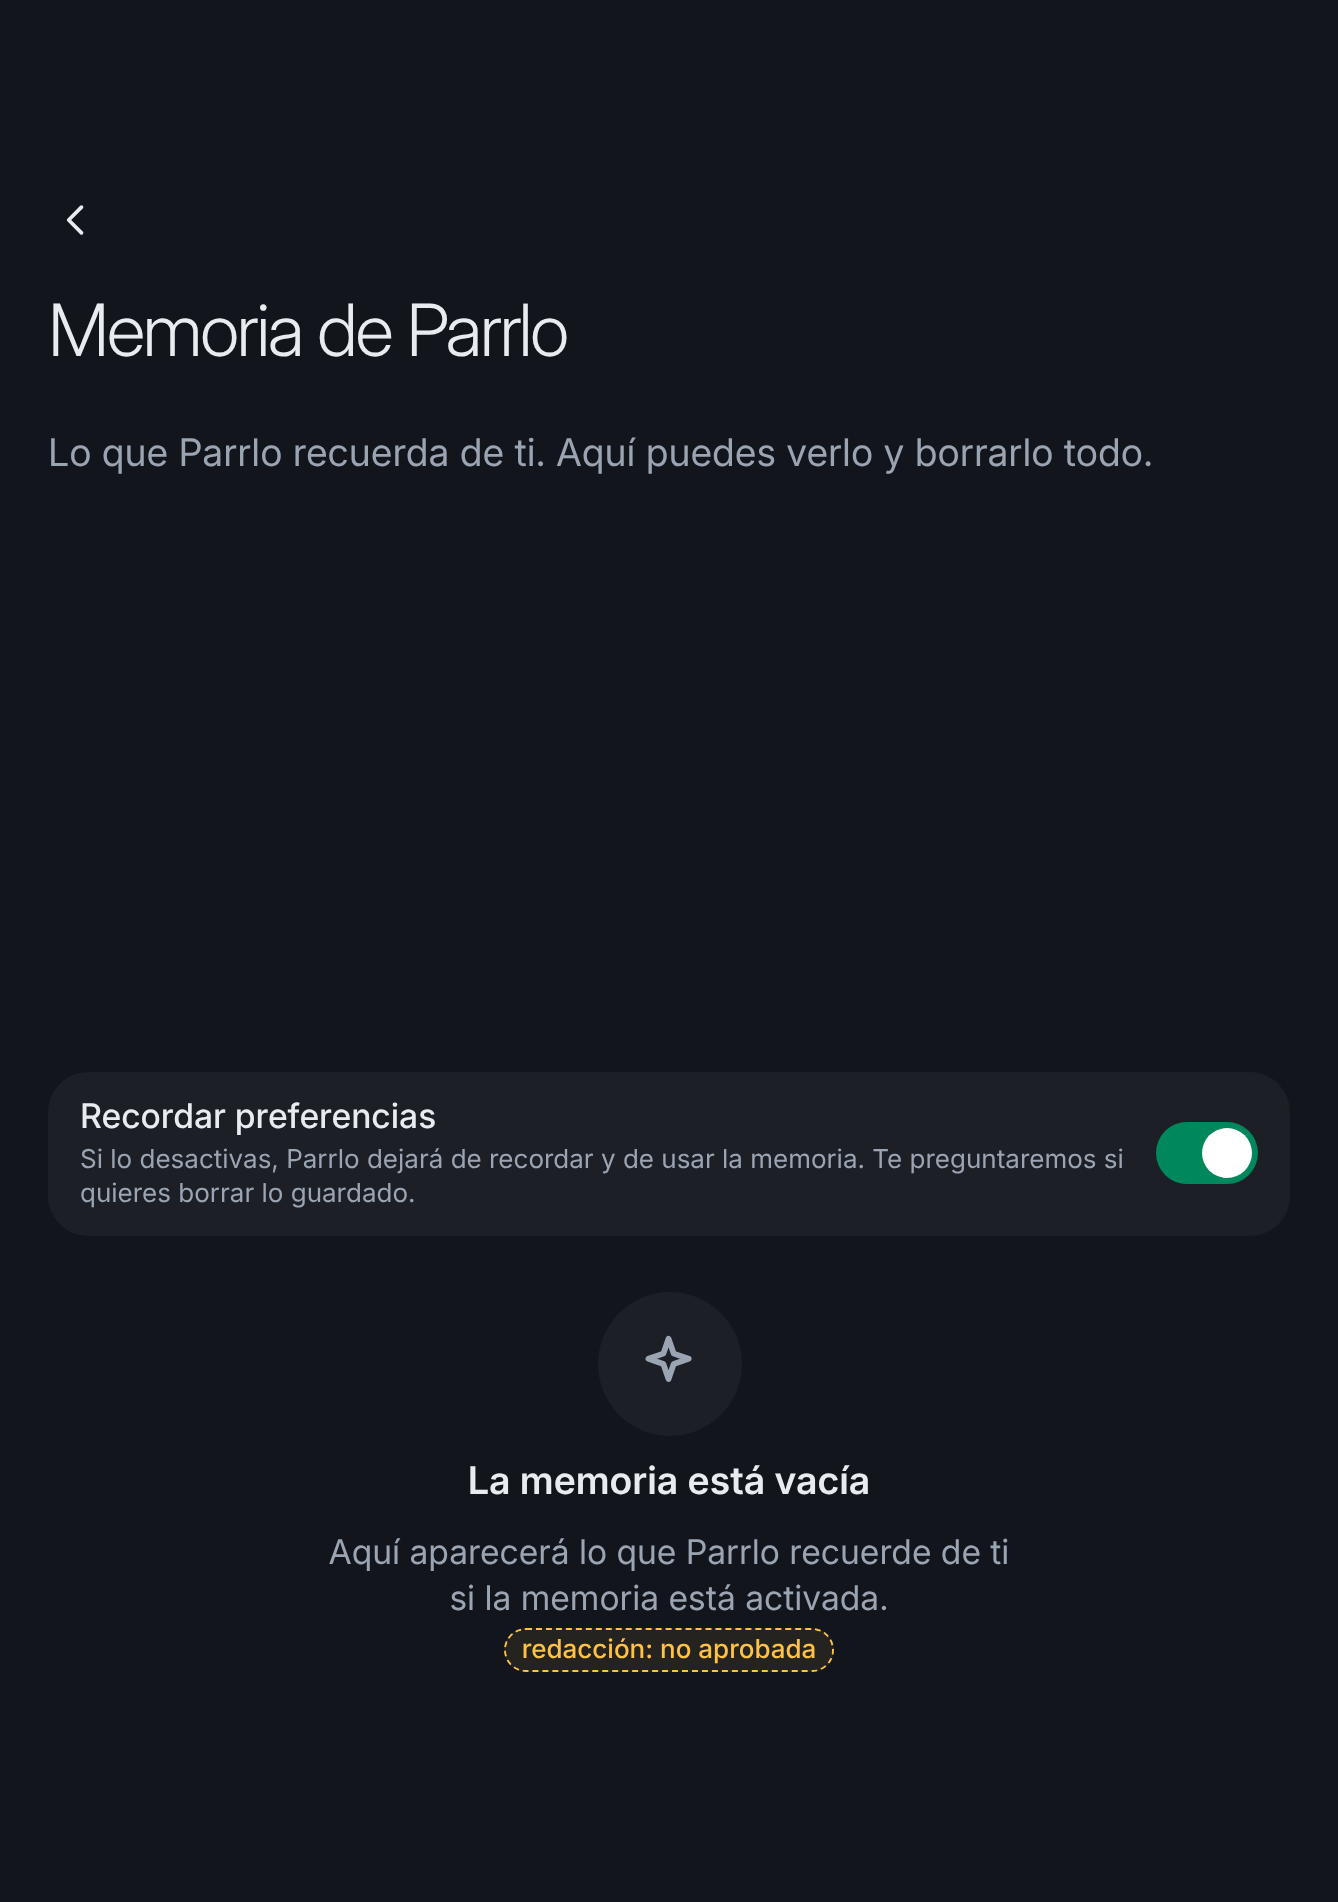 Memoria de Parrlo
Lo que Parrlo recuerda de ti. Aquí puedes verlo y borrarlo todo.
Recordar preferencias
Si lo desactivas, Parrlo dejará de recordar y de usar la memoria. Te preguntaremos si
quieres borrar lo guardado.
La memoria está vacía
Aquí aparecerá lo que Parrlo recuerde de ti
si la memoria está activada.
redacción: no aprobada